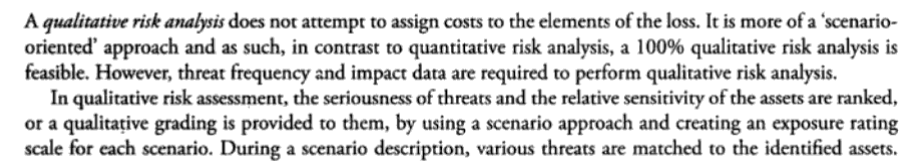 A qualitative risk analysis does not attempt to assign costs to the elements of the loss. It is more of a ‘scenario-
oriented’ approach and as such, in contrast to quantitative risk analysis, a 100% qualitative risk analysis is
feasible. However, threat frequency and impact data are required to perform qualitative risk analysis.
In qualitative risk assessment, the seriousness of threats and the relative sensitivity of the assets are ranked,
or a qualitative grading is provided to them, by using a scenario approach and creating an exposure rating
scale for each scenario. During a scenario description, various threats are matched to the identified assets.